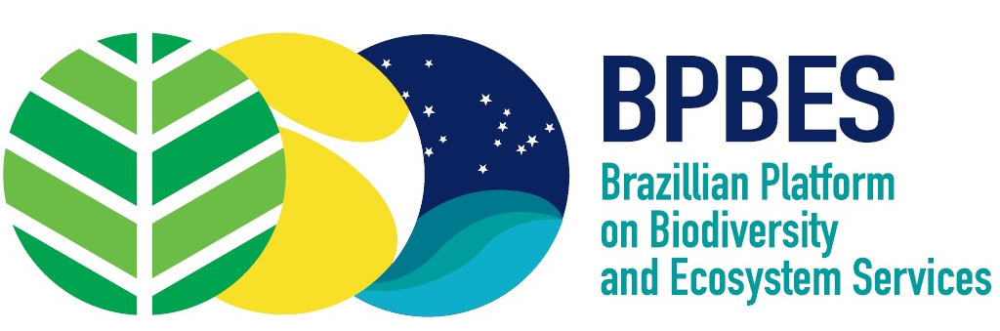 BPBES
Brazillian Platform
on Biodiversity
and Ecosystem Services